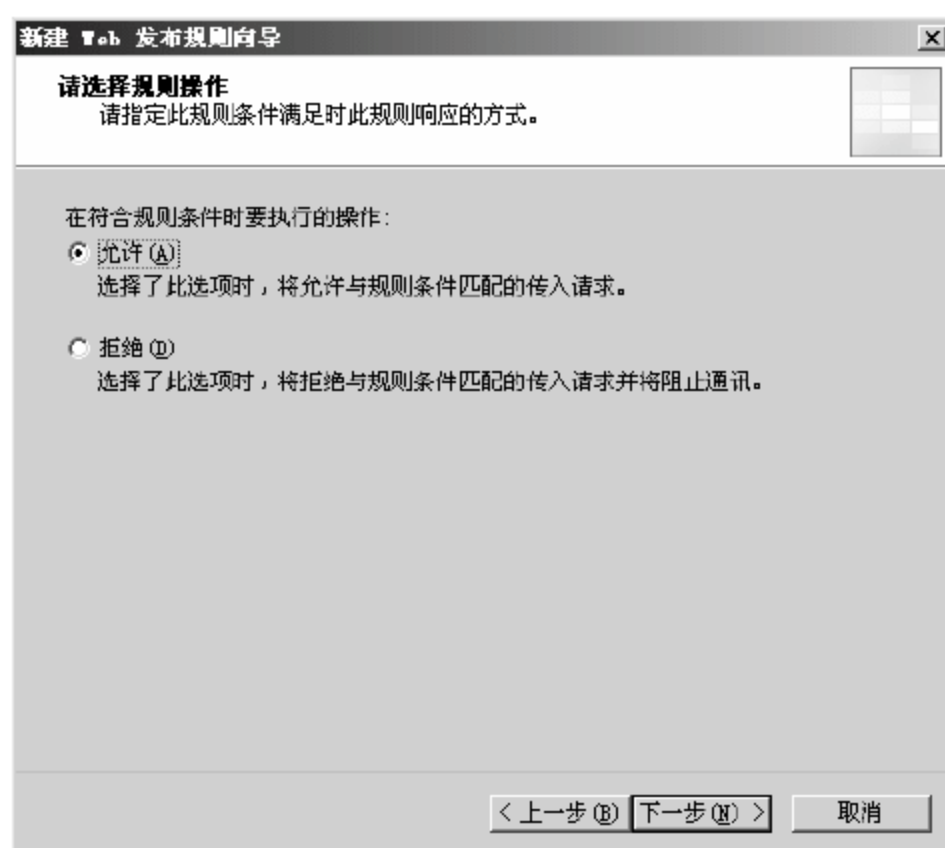 新建 Web 发布规则向导
请选择规则操作
请指定此规则条件满足时此规则响应的方式。
在符合规则条件时要执行的操作:
允许(A)
选择了此选项时，将允许与规则条件匹配的传入请求。
拒绝(D)
选择了此选项时，将拒绝与规则条件匹配的传入请求并将阻止通讯。
< 上一步(B) 下一步(N) > 取消